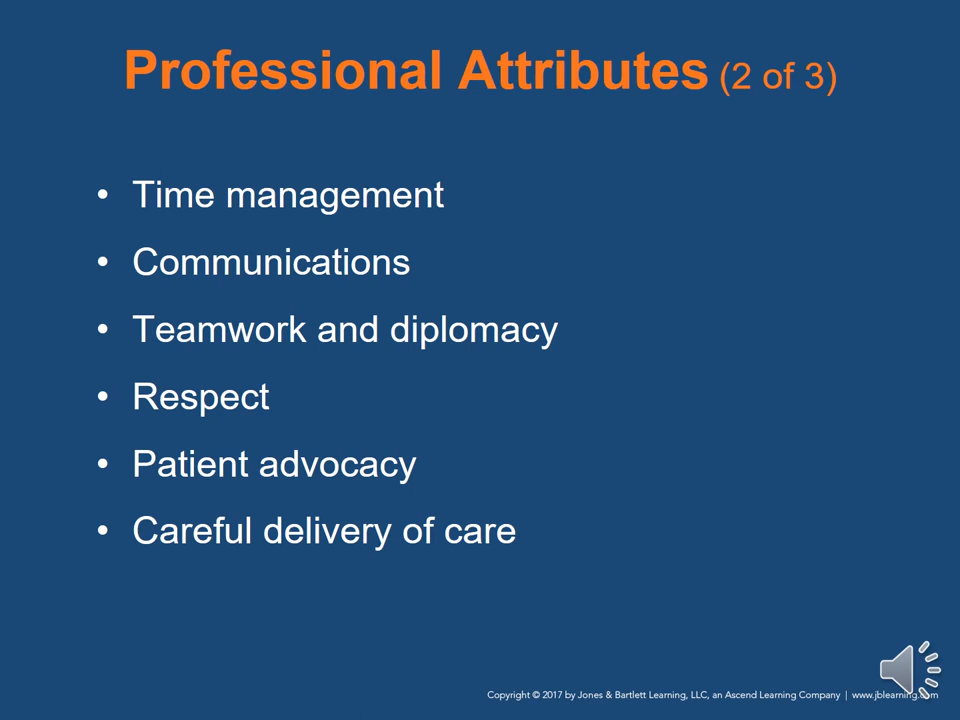 Professional Attributes (2 of 3)
• Time management
• Communications
• Teamwork and diplomacy
• Respect
• Patient advocacy
• Careful delivery of care
Copyright © 2017 by Jones & Bartlett Learning, LLC, an Ascend Learning Company | www.jblearning.com